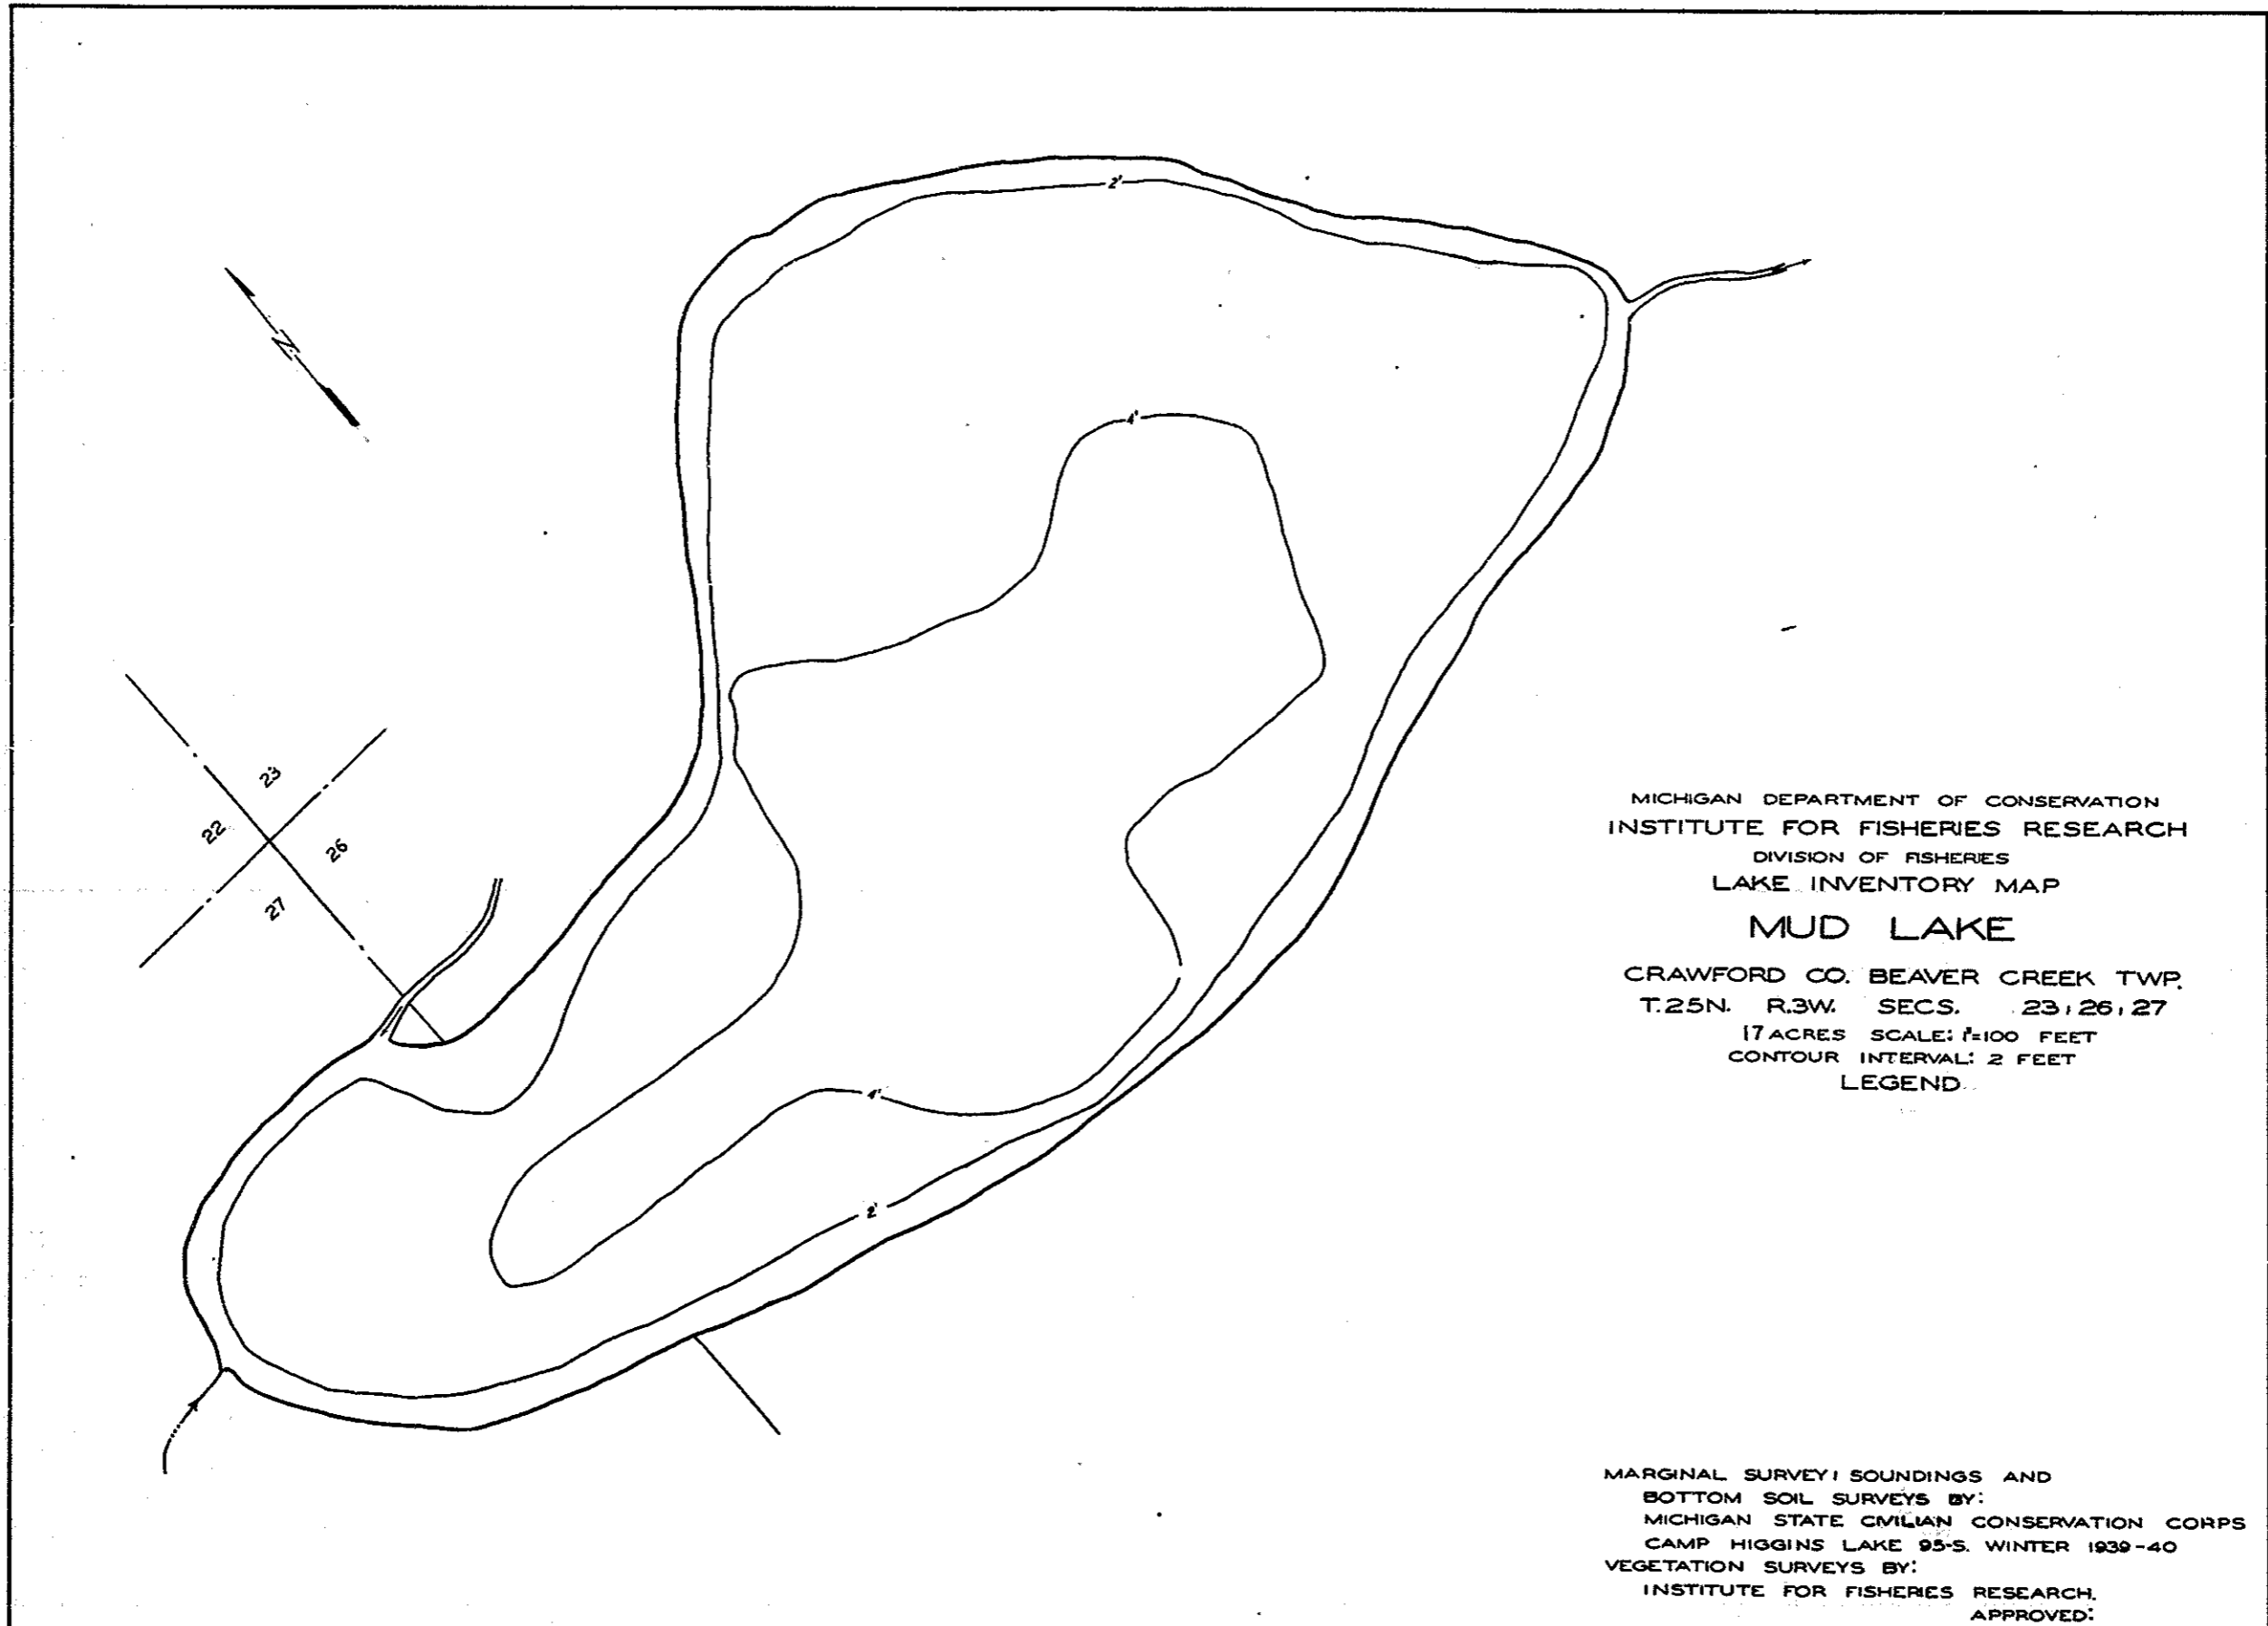 2'
N
4'
23
22
26
27
4'
2'
MICHIGAN DEPARTMENT OF CONSERVATION
INSTITUTE FOR FISHERIES RESEARCH
DIVISION OF FISHERIES
LAKE INVENTORY MAP
MUD LAKE
CRAWFORD CO. BEAVER CREEK TWP.
T.25N. R.3W. SECS. 23, 26, 27
17 ACRES SCALE: 1"=100 FEET
CONTOUR INTERVAL: 2 FEET
LEGEND
MARGINAL SURVEY; SOUNDINGS AND
BOTTOM SOIL SURVEYS BY:
MICHIGAN STATE CIVILIAN CONSERVATION CORPS
CAMP HIGGINS LAKE 95-S. WINTER 1939-40
VEGETATION SURVEYS BY:
INSTITUTE FOR FISHERIES RESEARCH.
APPROVED: